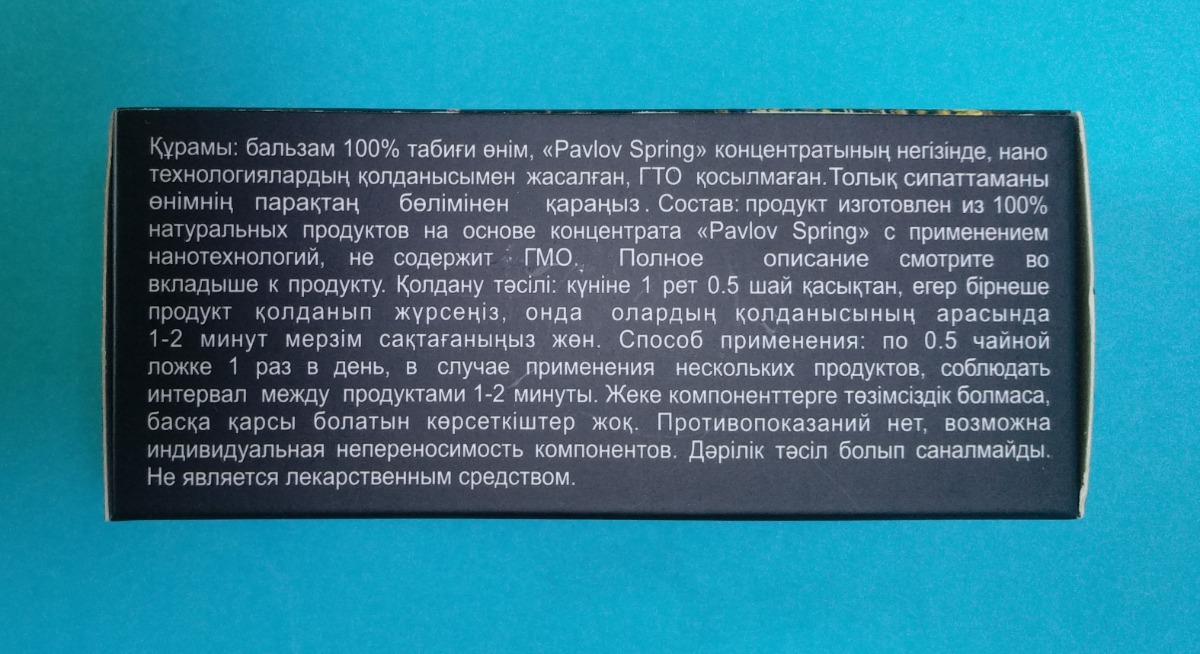 Құрамы: бальзам 100% табиғи өнім, «Pavlov Spring» концентратының негізінде, нано
технологиялардың қолданысымен жасалған, ГТО қосылмаған.Толық сипаттаманы
өнімнің парақтаң бөлімінен қараңыз. Состав: продукт изготовлен из 100%
натуральных продуктов на основе концентрата «Pavlov Spring» с применением
нанотехнологий, не содержит ГМО. Полное описание смотрите во
вкладыше к продукту. Қолдану тәсілі: күніне 1 рет 0.5 шай қасықтан, егер бірнеше
продукт қолданып жүрсеңіз, онда олардың қолданысының арасында
1-2 минут мерзім сақтағаныңыз жөн. Способ применения: по 0.5 чайной
ложке 1 раз в день, в случае применения нескольких продуктов, соблюдать
интервал между продуктами 1-2 минуты. Жеке компоненттерге төзімсіздік болмаса,
басқа қарсы болатын көрсеткіштер жоқ. Противопоказаний нет, возможна
индивидуальная непереносимость компонентов. Дәрілік тәсіл болып саналмайды.
Не является лекарственным средством.